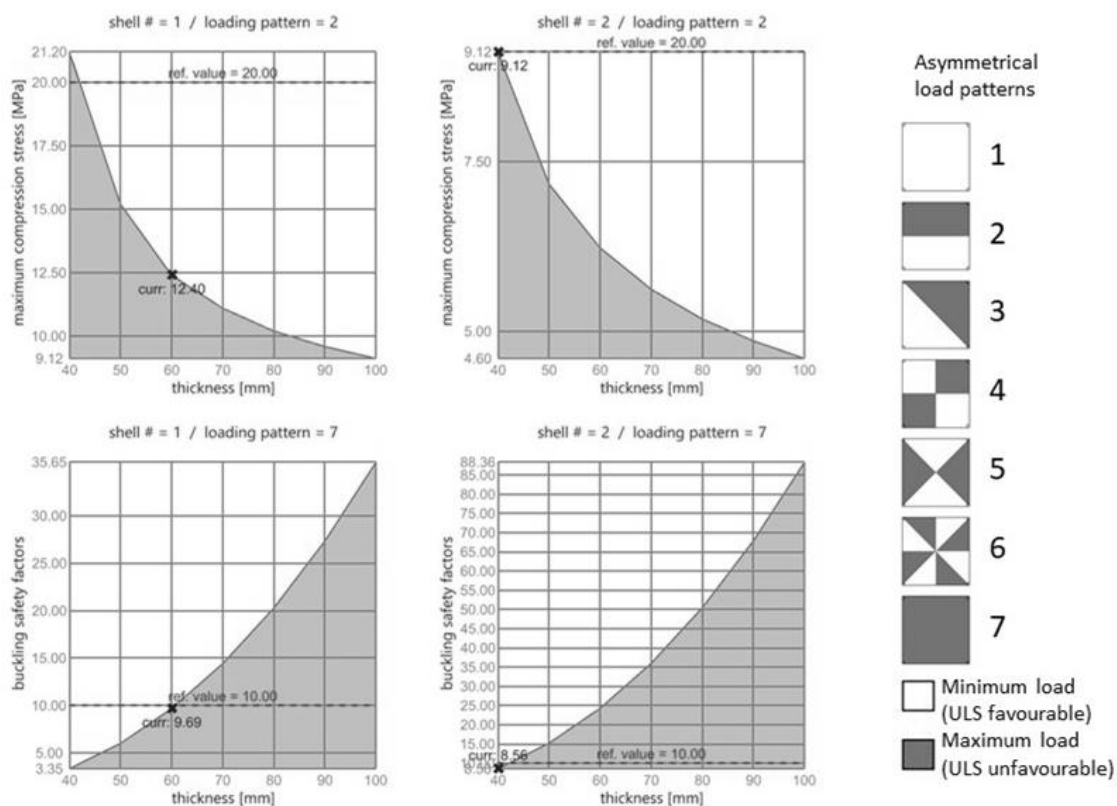 shell # = 1 / loading pattern = 2
21.20
20.00
17.50
15.00
12.50
10.00
9.12
maximum compression stress [MPa]
ref. value = 20.00
curr: 12.40
40 50 60 70 80 90 100
thickness [mm]
shell # = 2 / loading pattern = 2
9.12
7.50
5.00
4.60
maximum compression stress [MPa]
ref. value = 20.00
curr: 9.12
40 50 60 70 80 90 100
thickness [mm]
shell # = 1 / loading pattern = 7
35.65
30.00
25.00
20.00
15.00
10.00
5.00
3.35
buckling safety factors
ref. value = 10.00
curr: 9.69
40 50 60 70 80 90 100
thickness [mm]
shell # = 2 / loading pattern = 7
88.36
85.00
80.00
75.00
70.00
65.00
60.00
55.00
50.00
45.00
40.00
35.00
30.00
25.00
20.00
15.00
buckling safety factors
ref. value = 10.00
curr: 8.56
40 50 60 70 80 90 100
thickness [mm]
Asymmetrical
load patterns
1
2
3
4
5
6
7
Minimum load
(ULS favourable)
Maximum load
(ULS unfavourable)